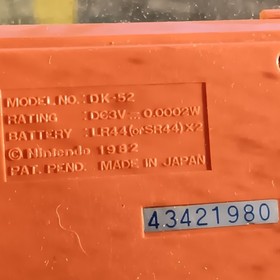 MODEL NO. : DK-52
RATING : DC3V⎓0.0002W
BATTERY : LR44(orSR44)X2
©Nintendo 1982
PAT. PEND. MADE IN JAPAN
43421980